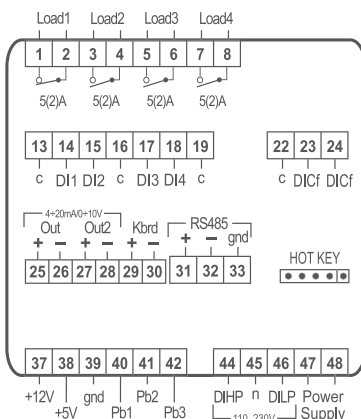 Load1 Load2 Load3 Load4
1 2 3 4 5 6 7 8
5(2)A 5(2)A 5(2)A 5(2)A
13 14 15 16 17 18 19 22 23 24
c DI1 DI2 c DI3 DI4 c c DICf DICf
4÷20mA/0÷10V RS485
Out Out2 Kbrd + − gnd
+ − + − + −
25 26 27 28 29 30 31 32 33
HOT KEY
37 38 39 40 41 42 44 45 46 47 48
+12V gnd Pb2 DIHP n DILP Power
+5V Pb1 Pb3 110 230V Supply